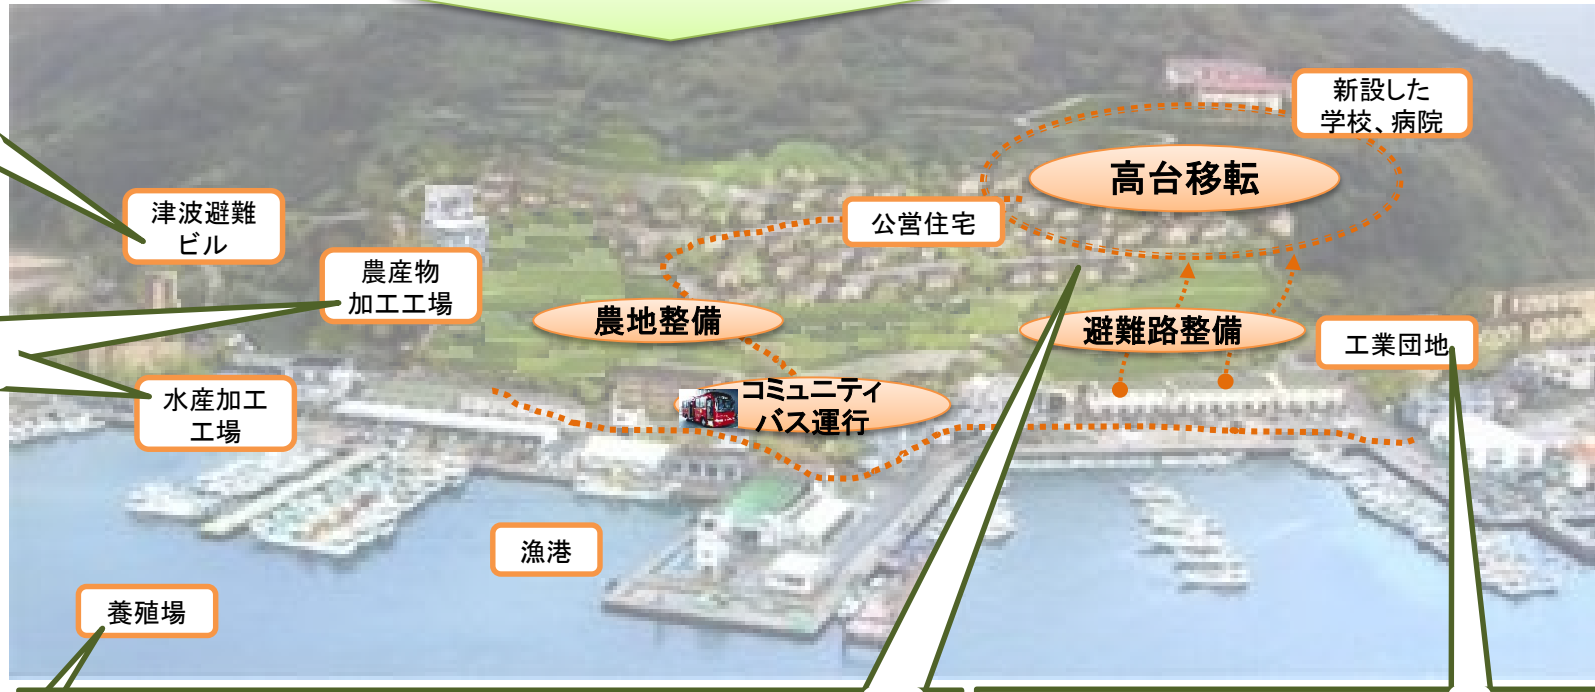 新設した
学校、病院
高台移転
津波避難
ビル
公営住宅
農産物
加工工場
農地整備
避難路整備
工業団地
水産加工
工場
コミュニティ
バス運行
漁港
養殖場